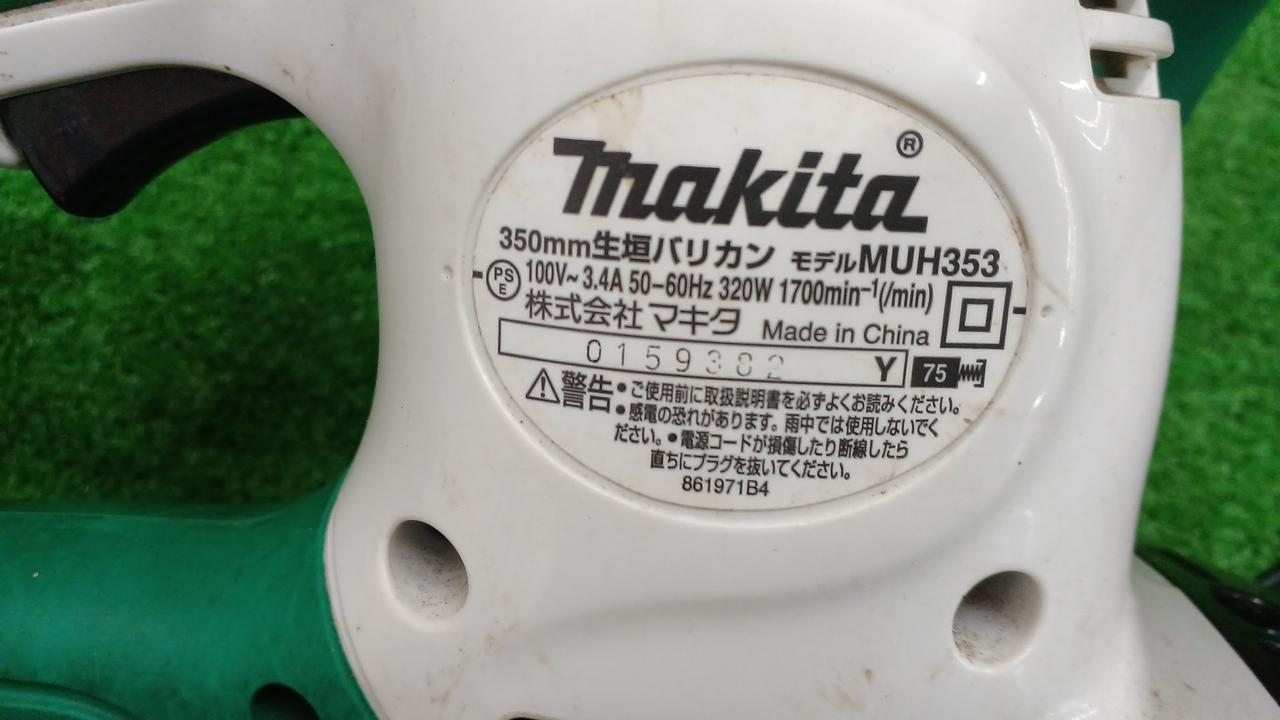 makita®
350mm生垣バリカン モデルMUH353
PS E 100V~ 3.4A 50-60Hz 320W 1700min⁻¹(/min)
株式会社 マキタ Made in China
0159382 Y 75
⚠警告 ●ご使用前に取扱説明書を必ずよくお読みください。
●感電の恐れがあります。雨中では使用しないでく
ださい。●電源コードが損傷したり断線したら
直ちにプラグを抜いてください。
861971B4